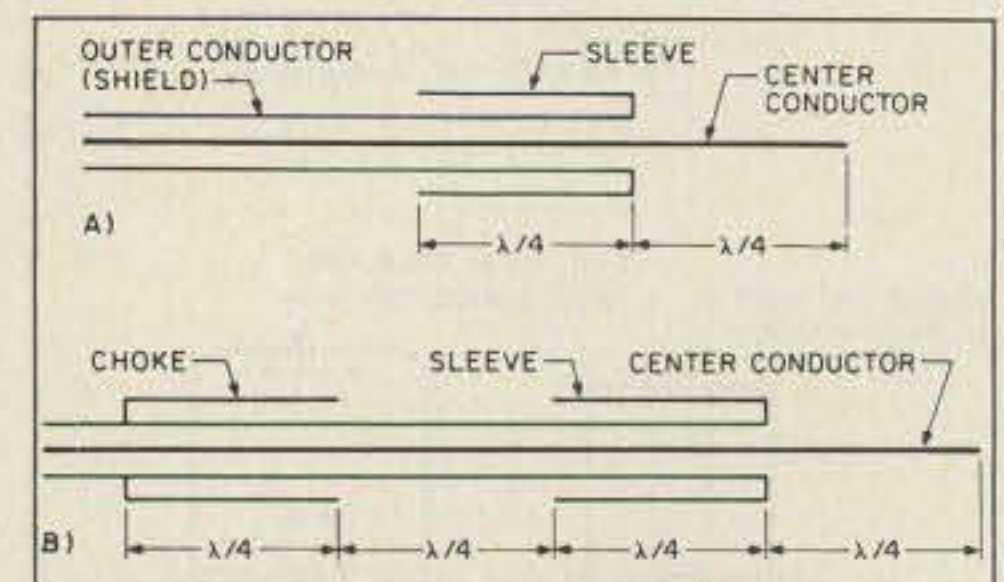 OUTER CONDUCTOR
(SHIELD)
SLEEVE
CENTER
CONDUCTOR
A)
λ/4
λ/4
CHOKE
SLEEVE
CENTER CONDUCTOR
B)
λ/4
λ/4
λ/4
λ/4